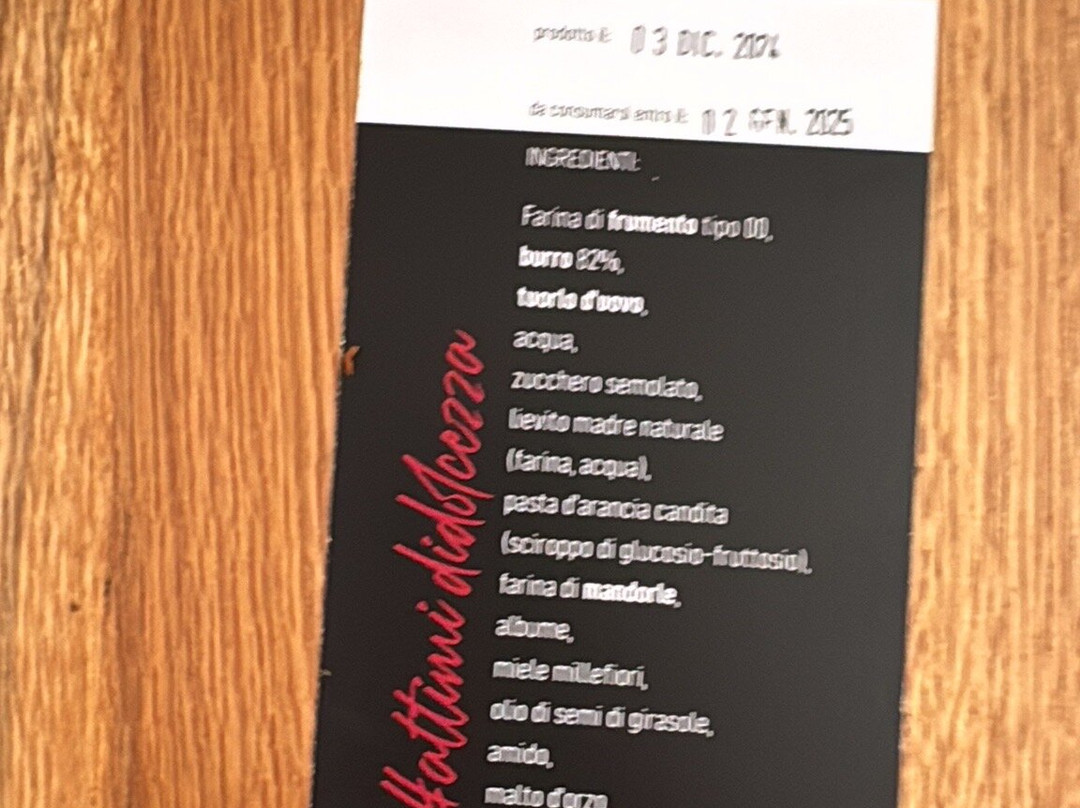 prodotto il: 03 DIC. 2024
da consumarsi entro il: 02 GEN. 2025
INGREDIENTI:
Farina di frumento tipo 00,
burro 82%,
tuorlo d'uovo,
acqua,
zucchero semolato,
lievito madre naturale
(farina, acqua),
pasta d'arancia candita
(sciroppo di glucosio-fruttosio),
farina di mandorle,
albume,
miele millefiori,
olio di semi di girasole,
amido,
malto d'orzo
di dolcezza